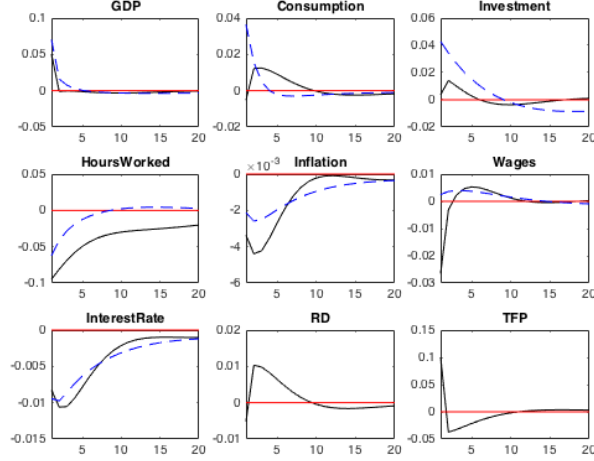 GDP Consumption Investment
0.1 0.04 0.06
0.05 0.02 0.04
0 0 0.02
-0.05 -0.02 0
-0.02
5 10 15 20 5 10 15 20 5 10 15 20
HoursWorked ×10⁻³ Inflation Wages
0.05 0 0.01
0 -2 0
-0.05 -4 -0.01
-0.1 -6 -0.02
-0.03
5 10 15 20 5 10 15 20 5 10 15 20
InterestRate RD TFP
0 0.02 0.15
-0.005 0.01 0.1
-0.01 0 0.05
-0.015 -0.01 0
-0.05
5 10 15 20 5 10 15 20 5 10 15 20